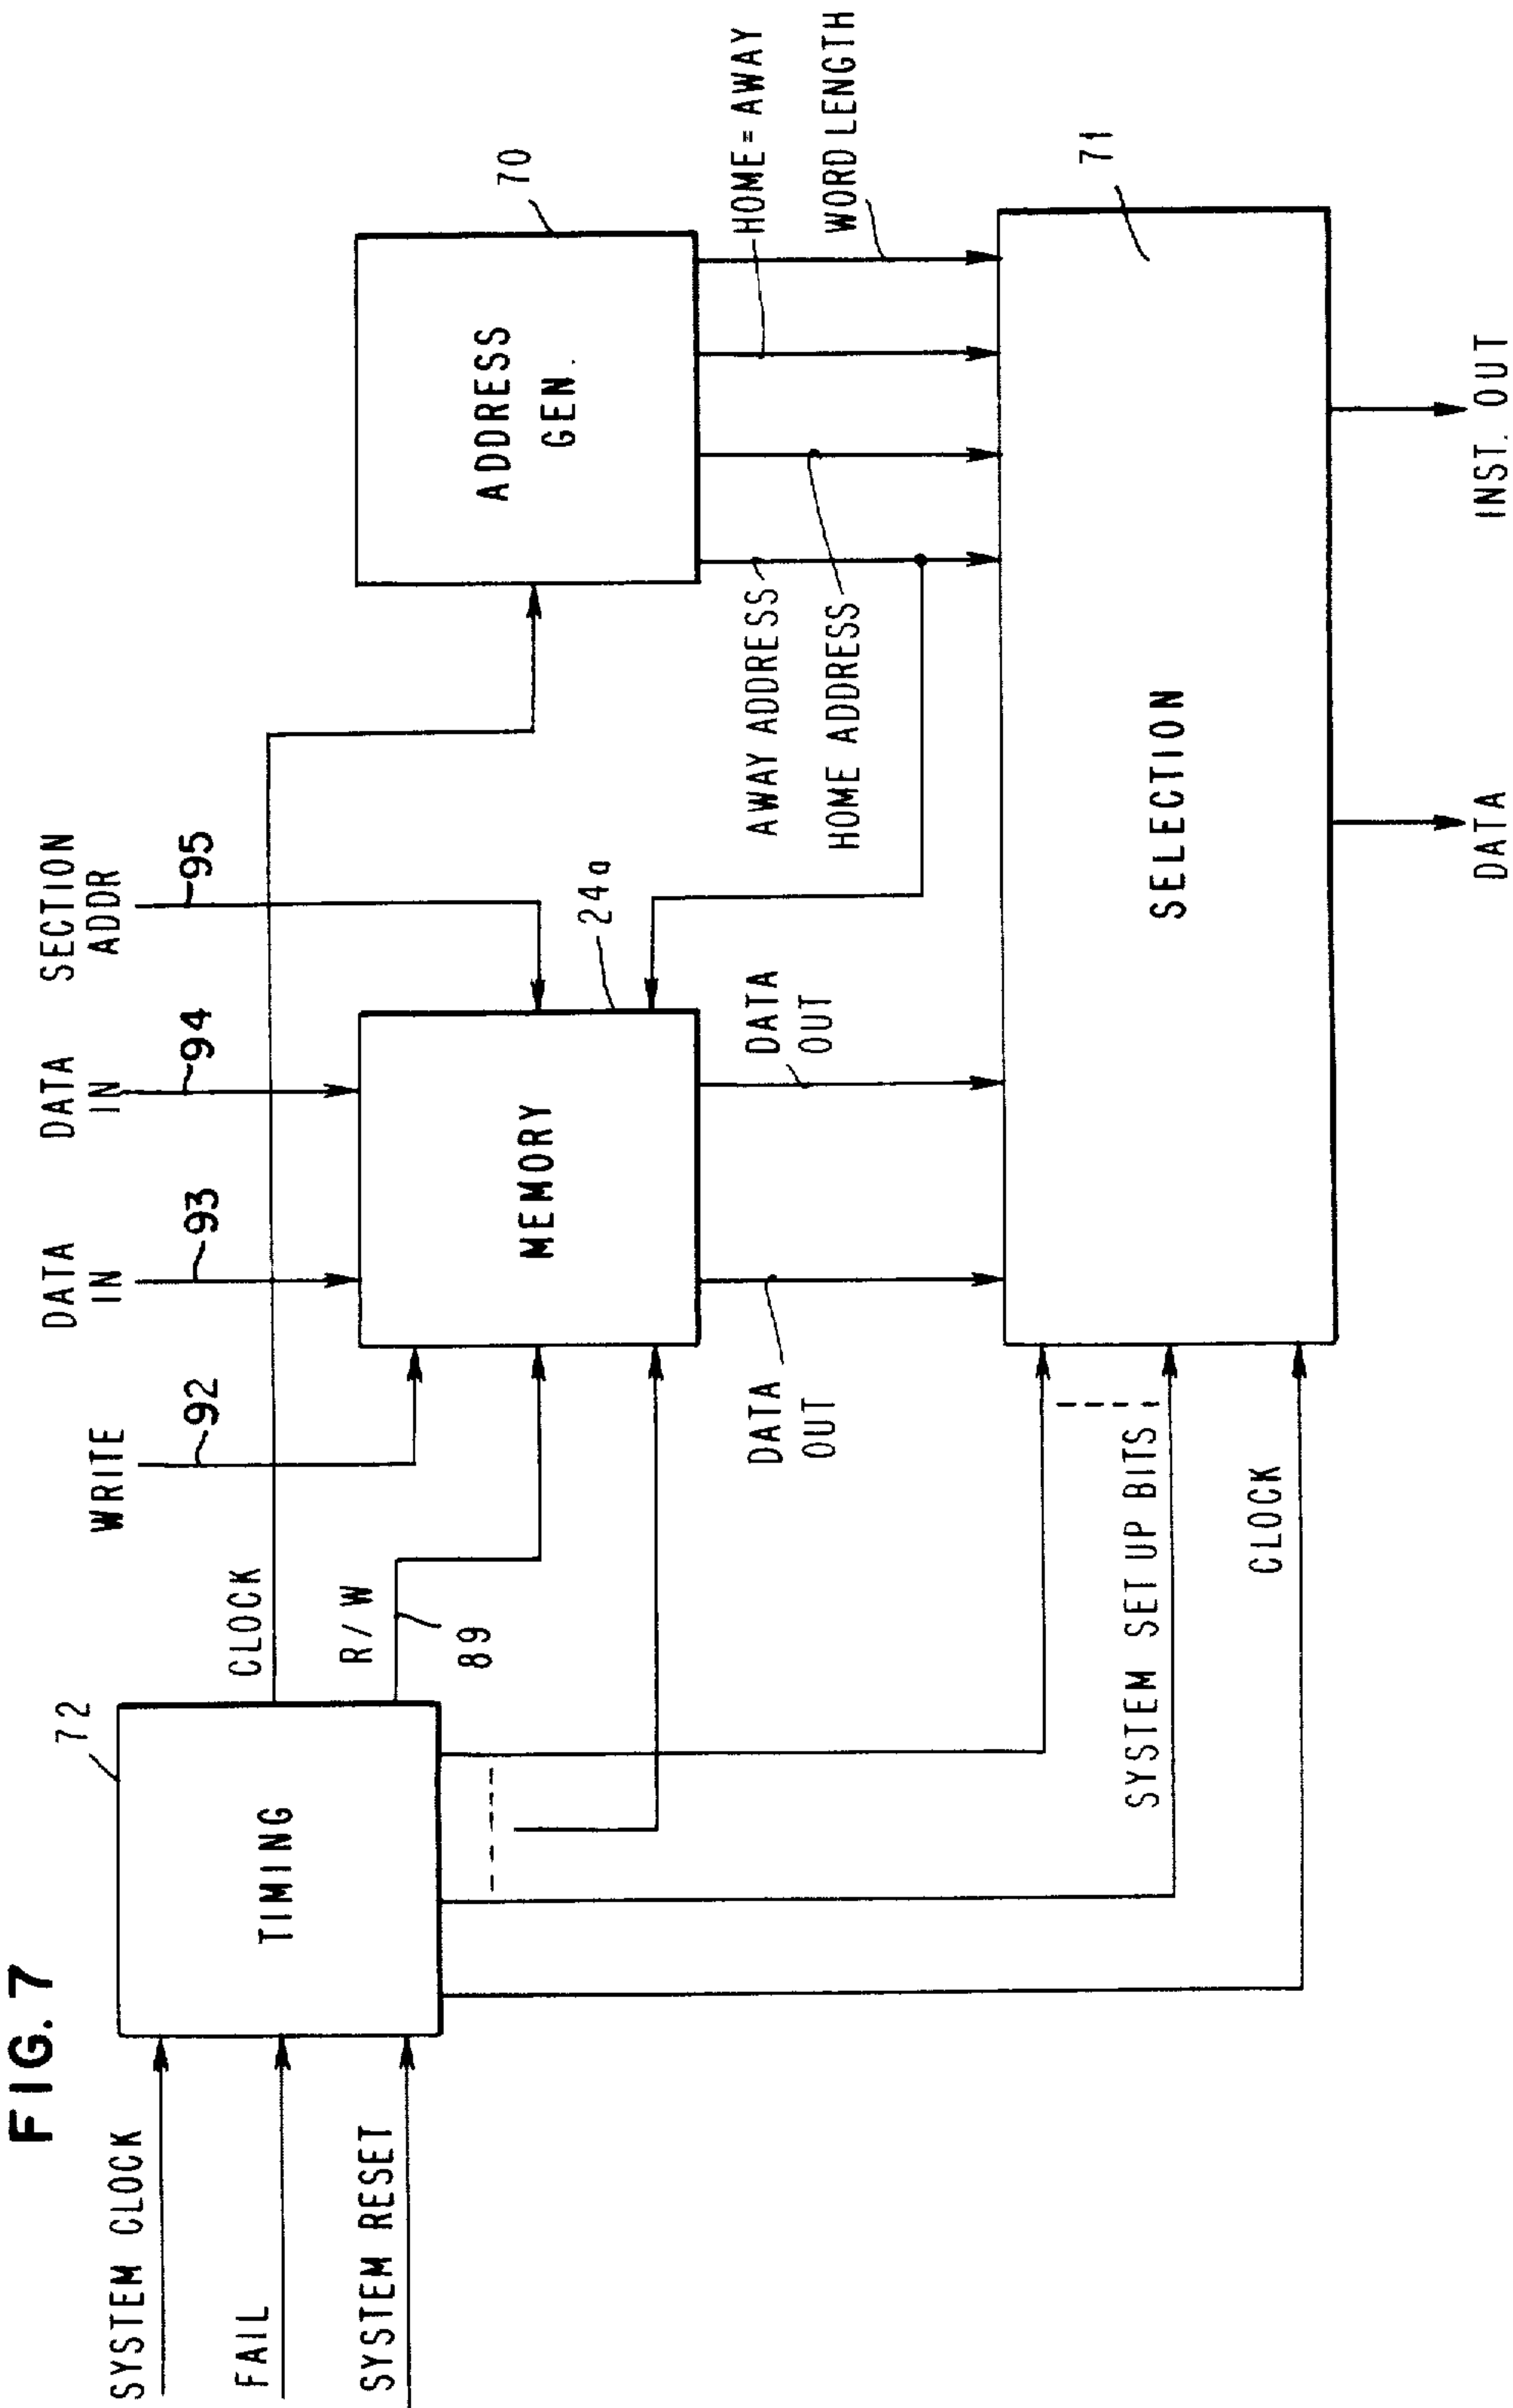 FIG. 7
SYSTEM CLOCK
FAIL
SYSTEM RESET
72
TIMING
CLOCK
R/W
89
WRITE
92
DATA
IN
93
DATA
IN
94
SECTION
ADDR
95
MEMORY
24a
ADDRESS
GEN.
70
DATA
OUT
DATA
OUT
AWAY ADDRESS
HOME ADDRESS
HOME = AWAY
WORD LENGTH
SYSTEM SET UP BITS
CLOCK
SELECTION
71
DATA
INST. OUT